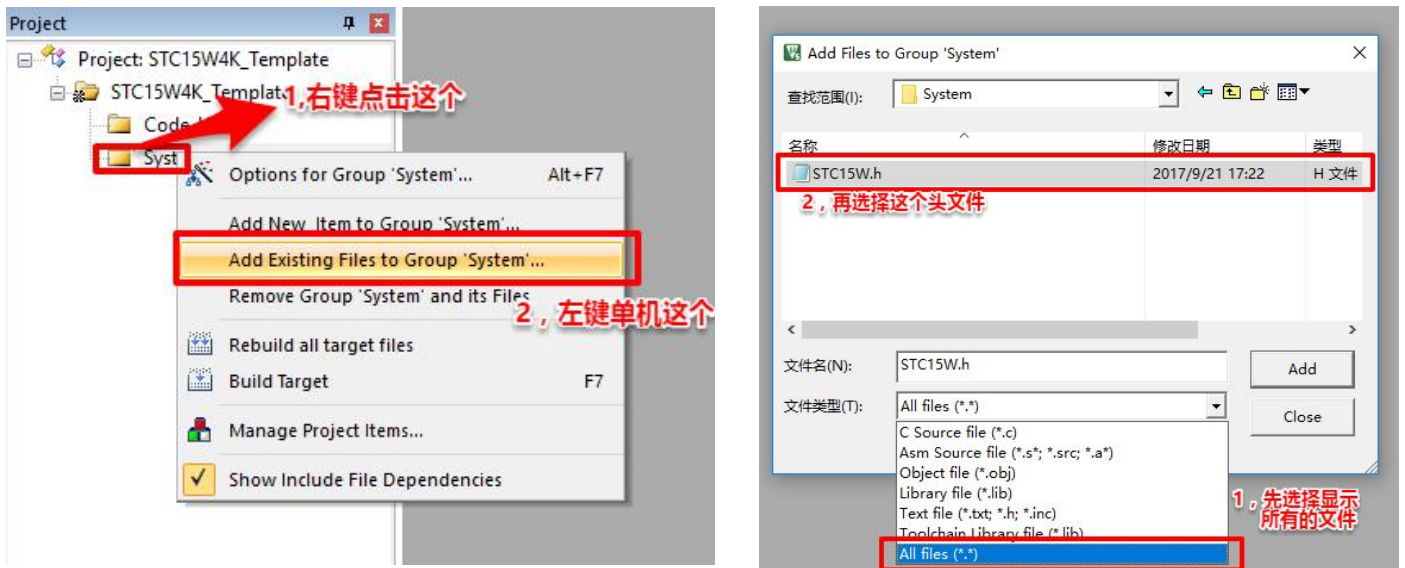 Project
Project: STC15W4K_Template
STC15W4K_Templat
1,右键点击这个
Code
Syst
Options for Group 'System'... Alt+F7
Add New Item to Group 'System'...
Add Existing Files to Group 'System'...
Remove Group 'System' and its Files
2，左键单机这个
Rebuild all target files
Build Target F7
Manage Project Items...
Show Include File Dependencies
Add Files to Group 'System'
查找范围(I): System
名称 修改日期 类型
STC15W.h 2017/9/21 17:22 H 文件
2，再选择这个头文件
文件名(N): STC15W.h Add
文件类型(T): All files (*.*) Close
C Source file (*.c)
Asm Source file (*.s*; *.src; *.a*)
Object file (*.obj)
Library file (*.lib)
Text file (*.txt; *.h; *.inc)
Toolchain Library file (*.lib)
All files (*.*)
1，先选择显示
所有的文件